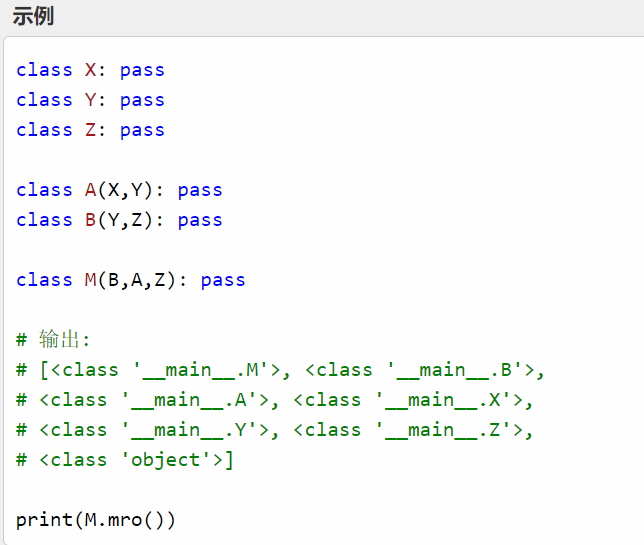 示例
class X: pass
class Y: pass
class Z: pass
class A(X,Y): pass
class B(Y,Z): pass
class M(B,A,Z): pass
# 输出:
# [<class '__main__.M'>, <class '__main__.B'>,
# <class '__main__.A'>, <class '__main__.X'>,
# <class '__main__.Y'>, <class '__main__.Z'>,
# <class 'object'>]
print(M.mro())